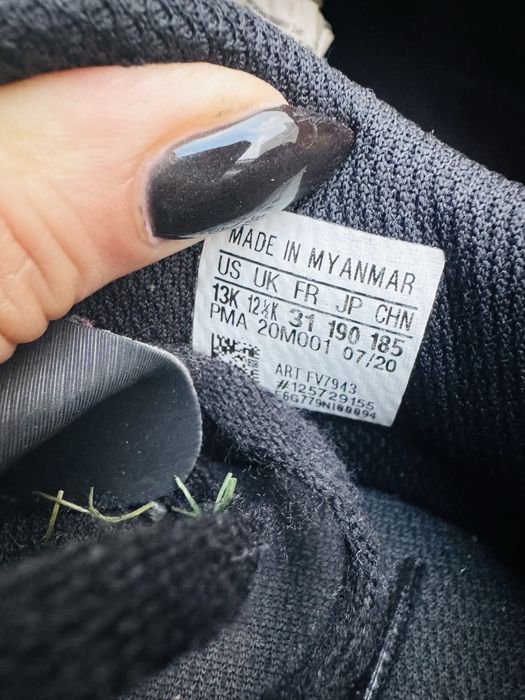 MADE IN MYANMAR
US UK FR JP CHN
13K 12½K 31 190 185
PMA 20M001 07/20
ART FV7943
#125729155